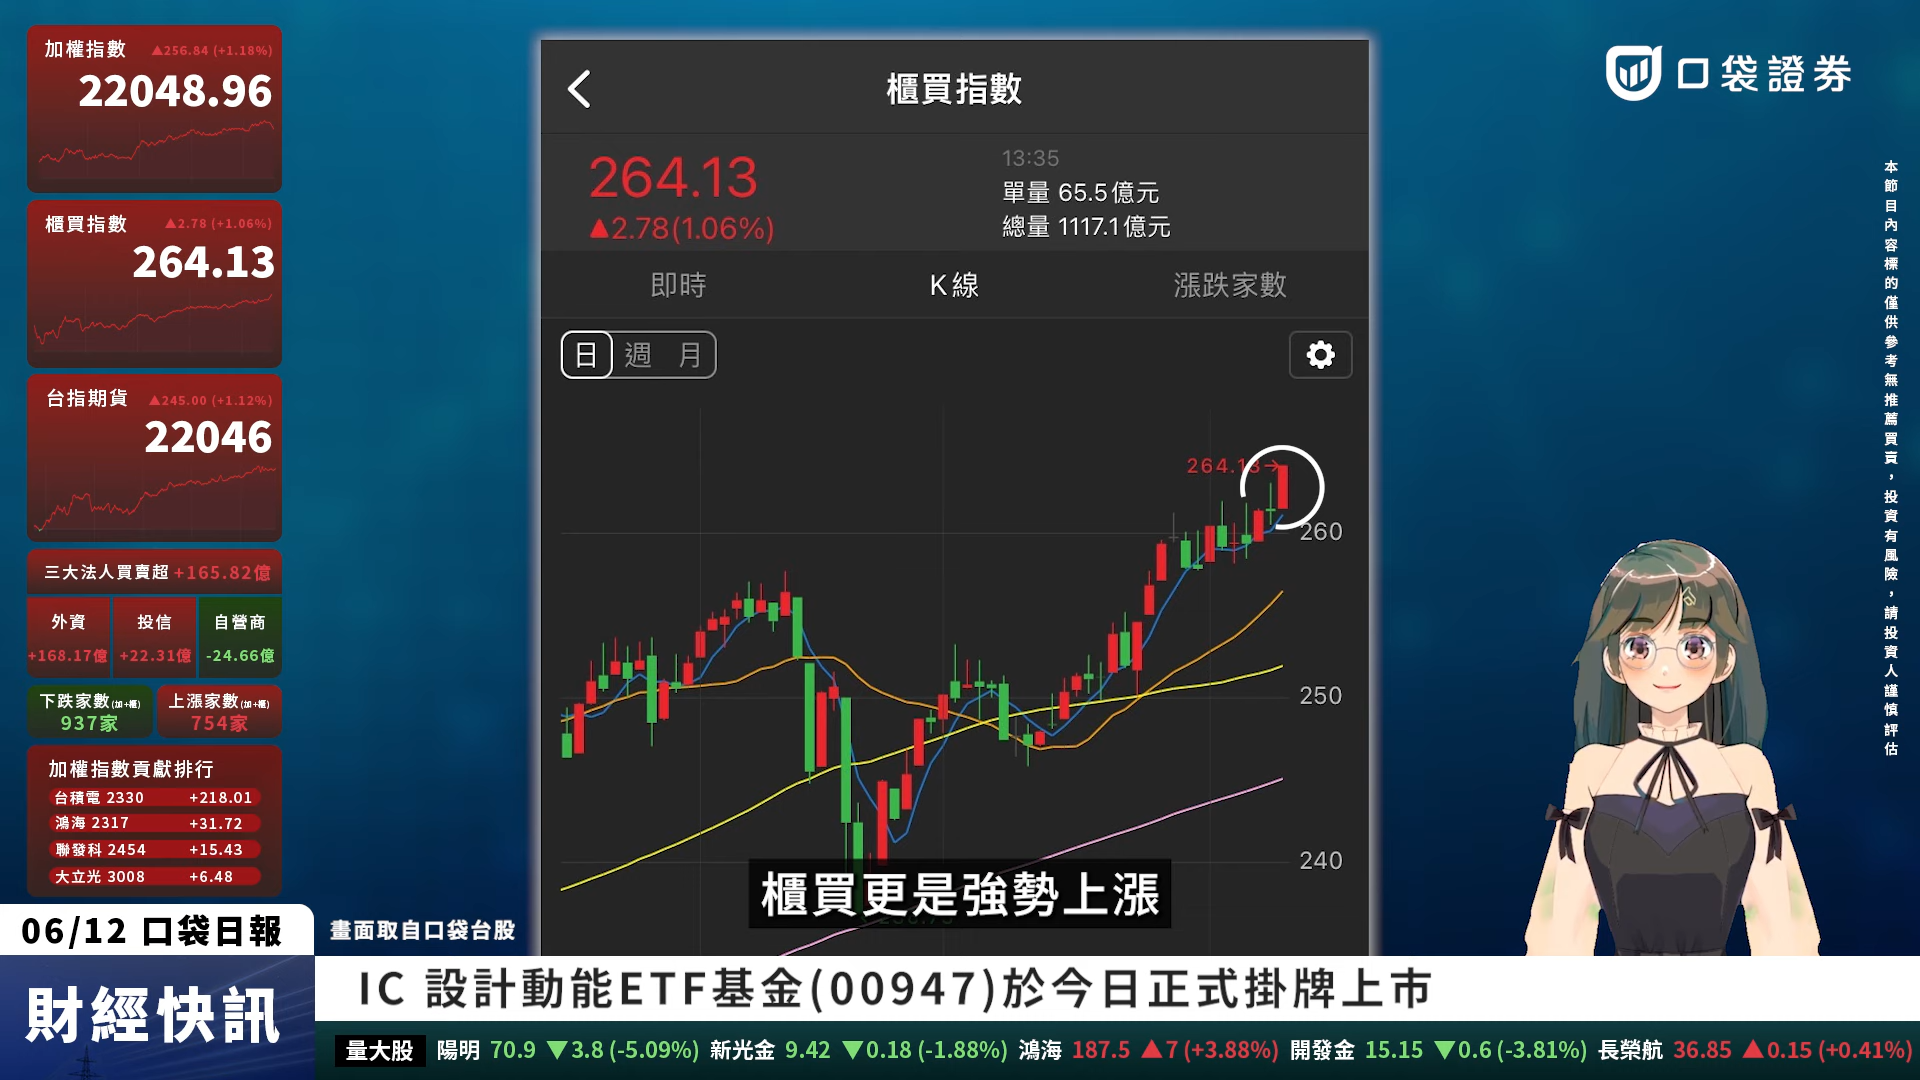 加權指數 ▲256.84 (+1.18%)
22048.96
櫃買指數 ▲2.78 (+1.06%)
264.13
台指期貨 ▲245.00 (+1.12%)
22046
三大法人買賣超 +165.82億
外資 投信 自營商
+168.17億 +22.31億 -24.66億
下跌家數(加+櫃) 上漲家數(加+櫃)
937家 754家
加權指數貢獻排行
台積電 2330 +218.01
鴻海 2317 +31.72
聯發科 2454 +15.43
大立光 3008 +6.48
06/12 口袋日報
財經快訊
櫃買指數
264.13
▲2.78(1.06%)
13:35
單量 65.5億元
總量 1117.1億元
即時 K線 漲跌家數
日 週 月
264.13→
260
250
240
櫃買更是強勢上漲
畫面取自口袋台股
口袋證券
本節目內容標的僅供參考無推薦買賣，投資有風險，請投資人謹慎評估
IC 設計動能ETF基金(00947)於今日正式掛牌上市
量大股 陽明 70.9 ▼3.8 (-5.09%) 新光金 9.42 ▼0.18 (-1.88%) 鴻海 187.5 ▲7 (+3.88%) 開發金 15.15 ▼0.6 (-3.81%) 長榮航 36.85 ▲0.15 (+0.41%)